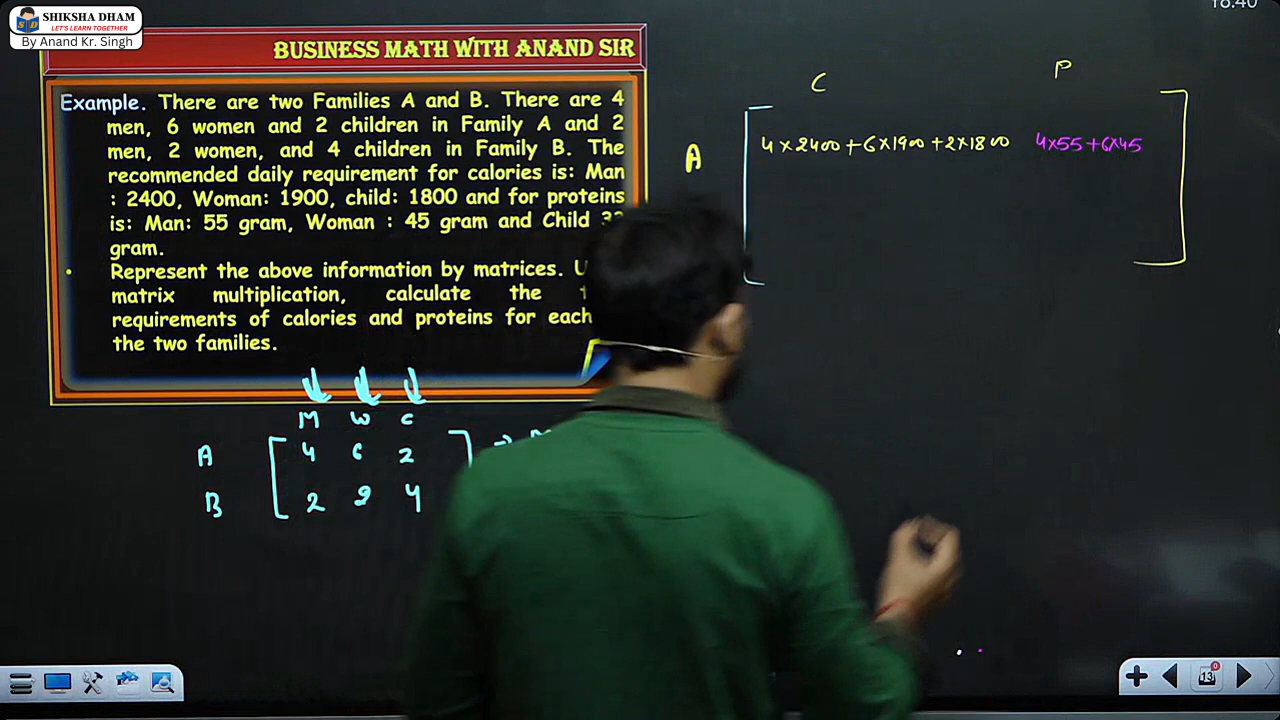 SHIKSHA DHAM
LET'S LEARN TOGETHER
By Anand Kr. Singh
18:40
BUSINESS MATH WITH ANAND SIR
Example. There are two Families A and B. There are 4
men, 6 women and 2 children in Family A and 2
men, 2 women, and 4 children in Family B. The
recommended daily requirement for calories is: Man
: 2400, Woman: 1900, child: 1800 and for proteins
is: Man: 55 gram, Woman : 45 gram and Child
gram.
• Represent the above information by matrices.
matrix multiplication, calculate the
requirements of calories and proteins for each
the two families.
C P
A 4×2400+6×1900+2×1800 4×55+6×45
M W C
A 4 6 2
B 2 2 4
13
0